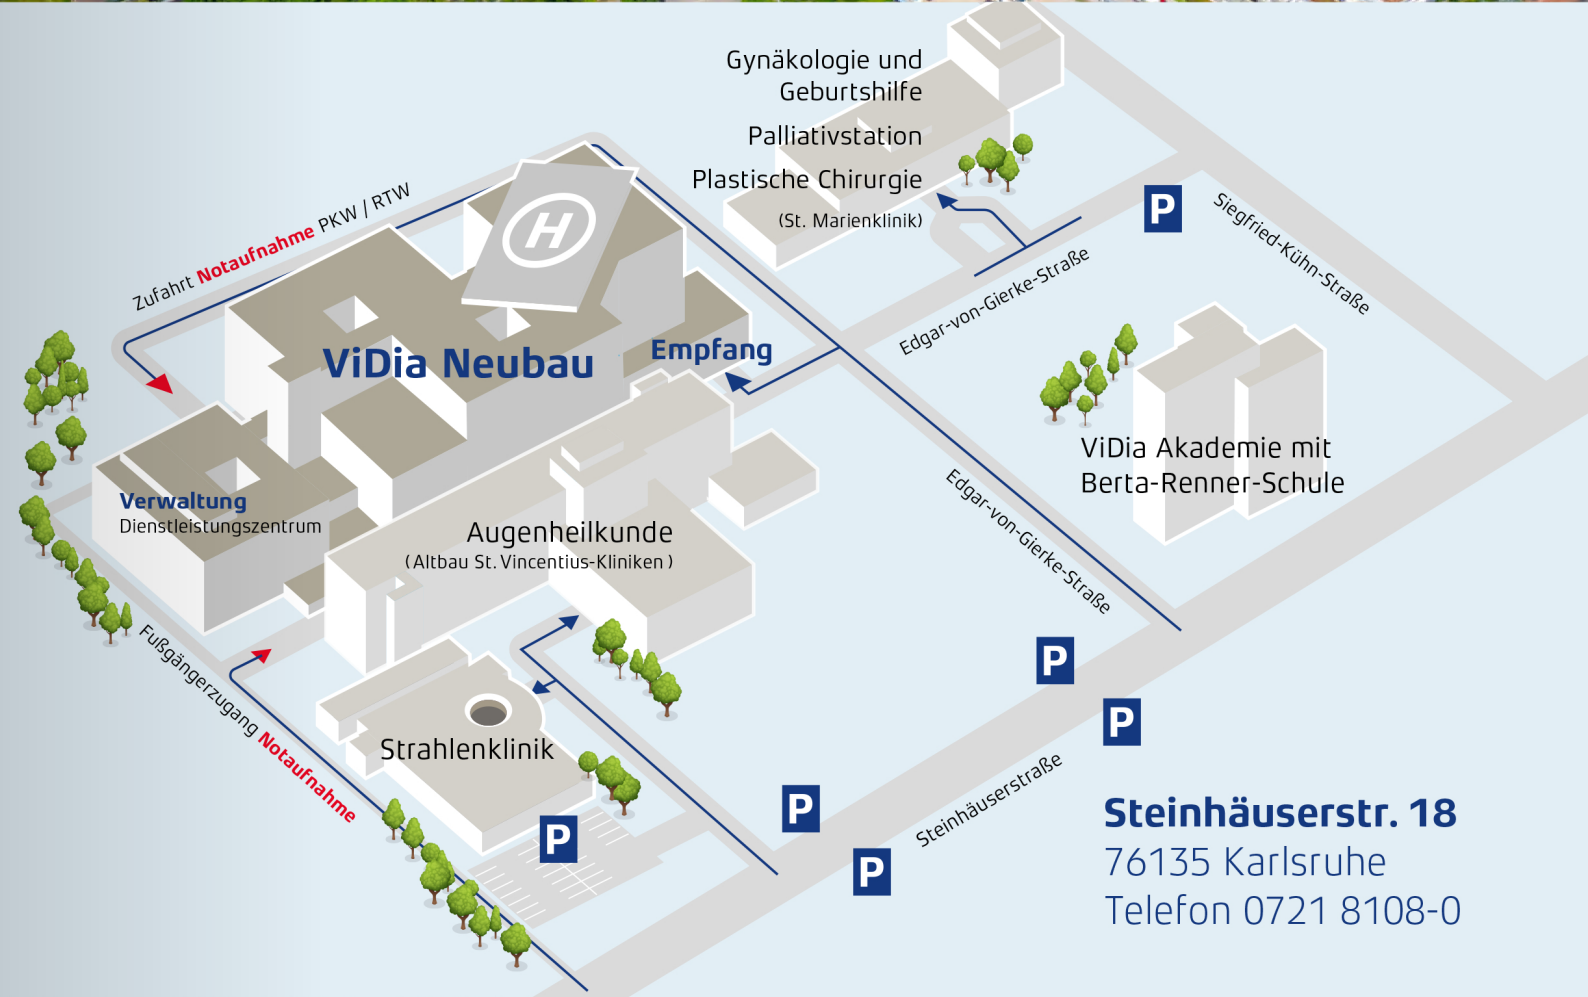 Gynäkologie und
Geburtshilfe
Palliativstation
Plastische Chirurgie
(St. Marienklinik)
Zufahrt Notaufnahme PKW / RTW
H
P
Siegfried-Kühn-Straße
Edgar-von-Gierke-Straße
ViDia Neubau
Empfang
ViDia Akademie mit
Berta-Renner-Schule
Verwaltung
Dienstleistungszentrum
Augenheilkunde
(Altbau St. Vincentius-Kliniken)
Edgar-von-Gierke-Straße
Fußgängerzugang Notaufnahme
Strahlenklinik
P
P
P
P
P
Steinhäuserstraße
Steinhäuserstr. 18
76135 Karlsruhe
Telefon 0721 8108-0